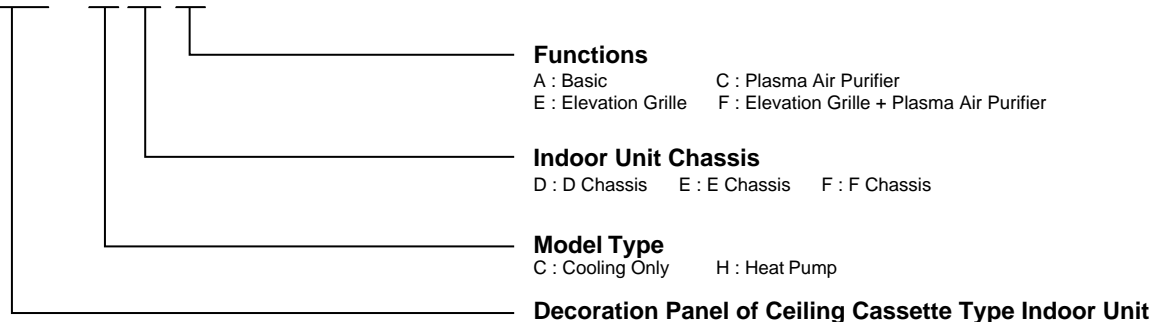 Functions
A : Basic C : Plasma Air Purifier
E : Elevation Grille F : Elevation Grille + Plasma Air Purifier
Indoor Unit Chassis
D : D Chassis E : E Chassis F : F Chassis
Model Type
C : Cooling Only H : Heat Pump
Decoration Panel of Ceiling Cassette Type Indoor Unit